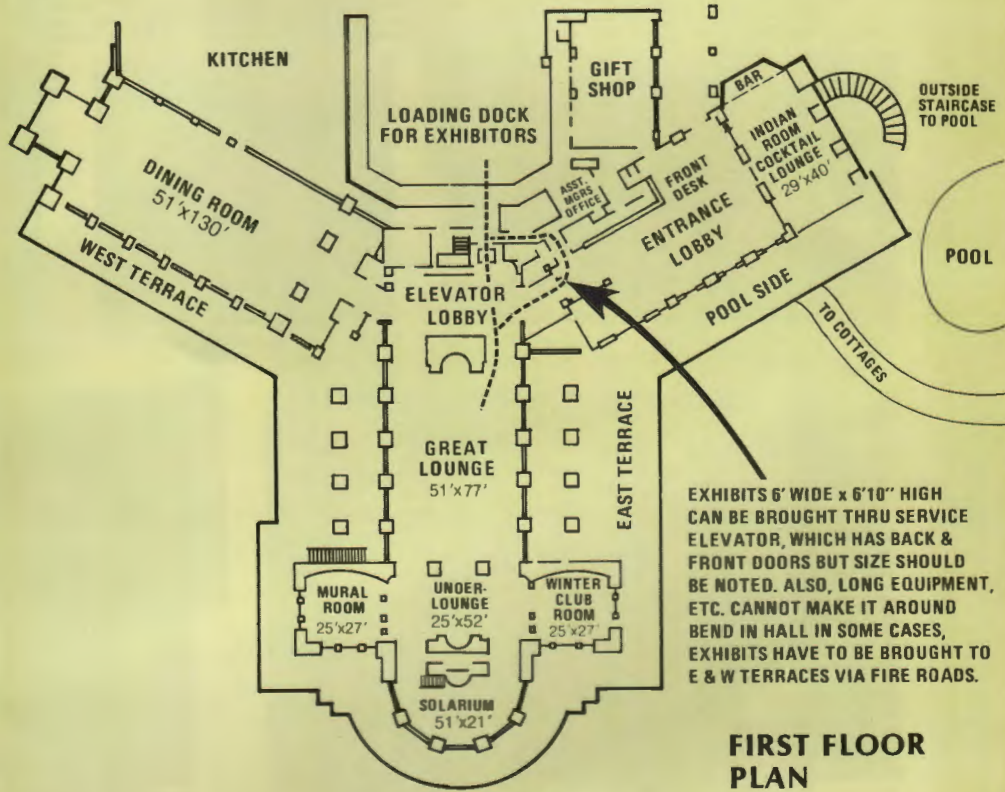 KITCHEN
LOADING DOCK
FOR EXHIBITORS
GIFT
SHOP
BAR
OUTSIDE
STAIRCASE
TO POOL
INDIAN
ROOM
COCKTAIL
LOUNGE
29'x40'
ASST.
MGRS
OFFICE
FRONT
DESK
ENTRANCE
LOBBY
DINING ROOM
51'x130'
WEST TERRACE
ELEVATOR
LOBBY
POOL SIDE
POOL
TO COTTAGES
GREAT
LOUNGE
51'x77'
EAST TERRACE
EXHIBITS 6' WIDE x 6'10" HIGH
CAN BE BROUGHT THRU SERVICE
ELEVATOR, WHICH HAS BACK &
FRONT DOORS BUT SIZE SHOULD
BE NOTED. ALSO, LONG EQUIPMENT,
ETC. CANNOT MAKE IT AROUND
BEND IN HALL IN SOME CASES,
EXHIBITS HAVE TO BE BROUGHT TO
E & W TERRACES VIA FIRE ROADS.
MURAL
ROOM
25'x27'
UNDER-
LOUNGE
25'x52'
WINTER
CLUB
ROOM
25'x27'
SOLARIUM
51'x21'
FIRST FLOOR
PLAN